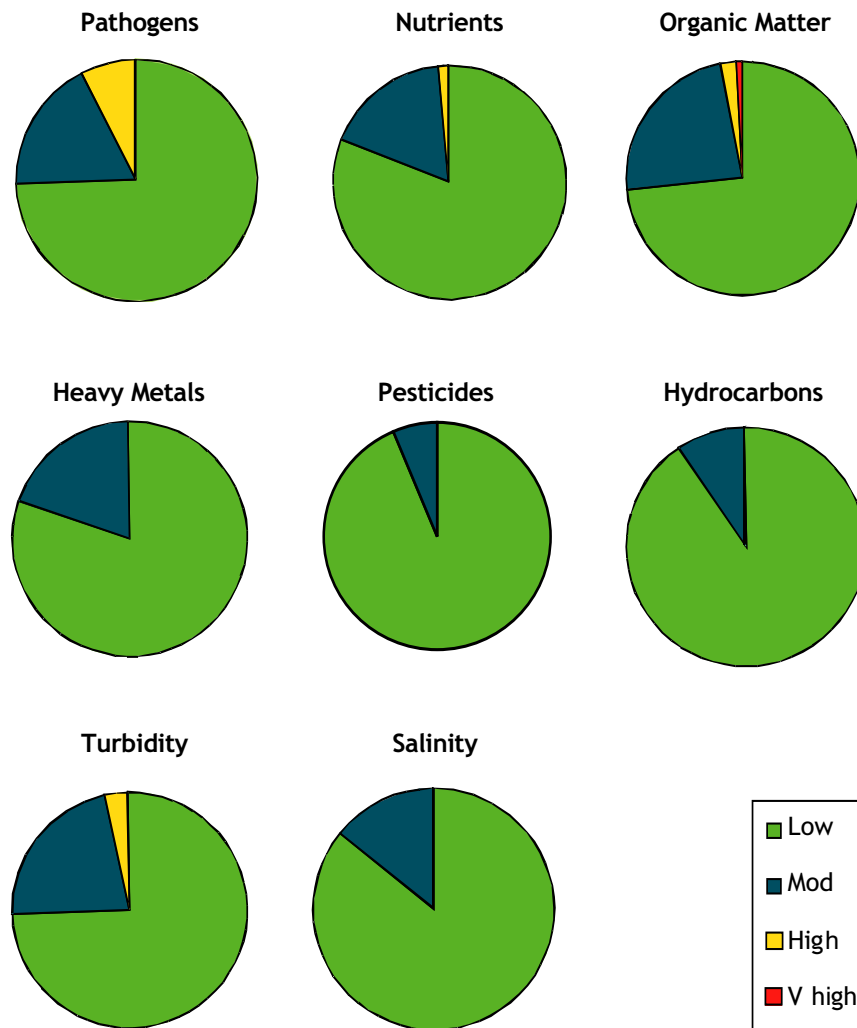 Pathogens
Nutrients
Organic Matter
Heavy Metals
Pesticides
Hydrocarbons
Turbidity
Salinity
Low
Mod
High
V high